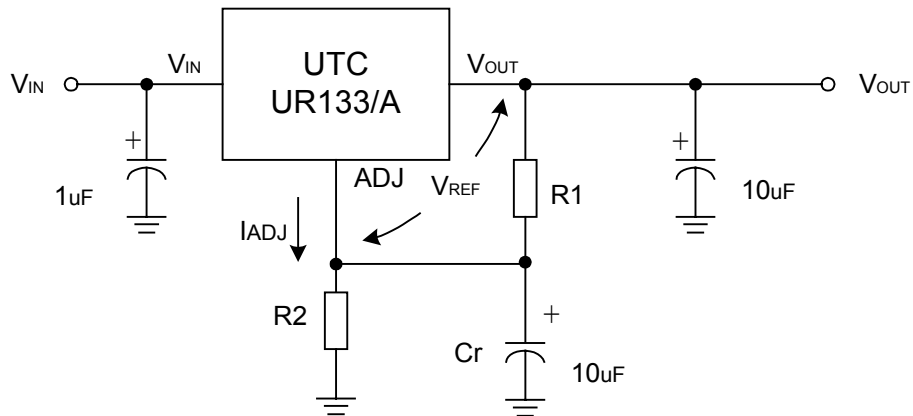 UTC
UR133/A
VIN
VIN
VOUT
VOUT
+
1uF
ADJ
VREF
R1
+
10uF
IADJ
R2
Cr
+
10uF